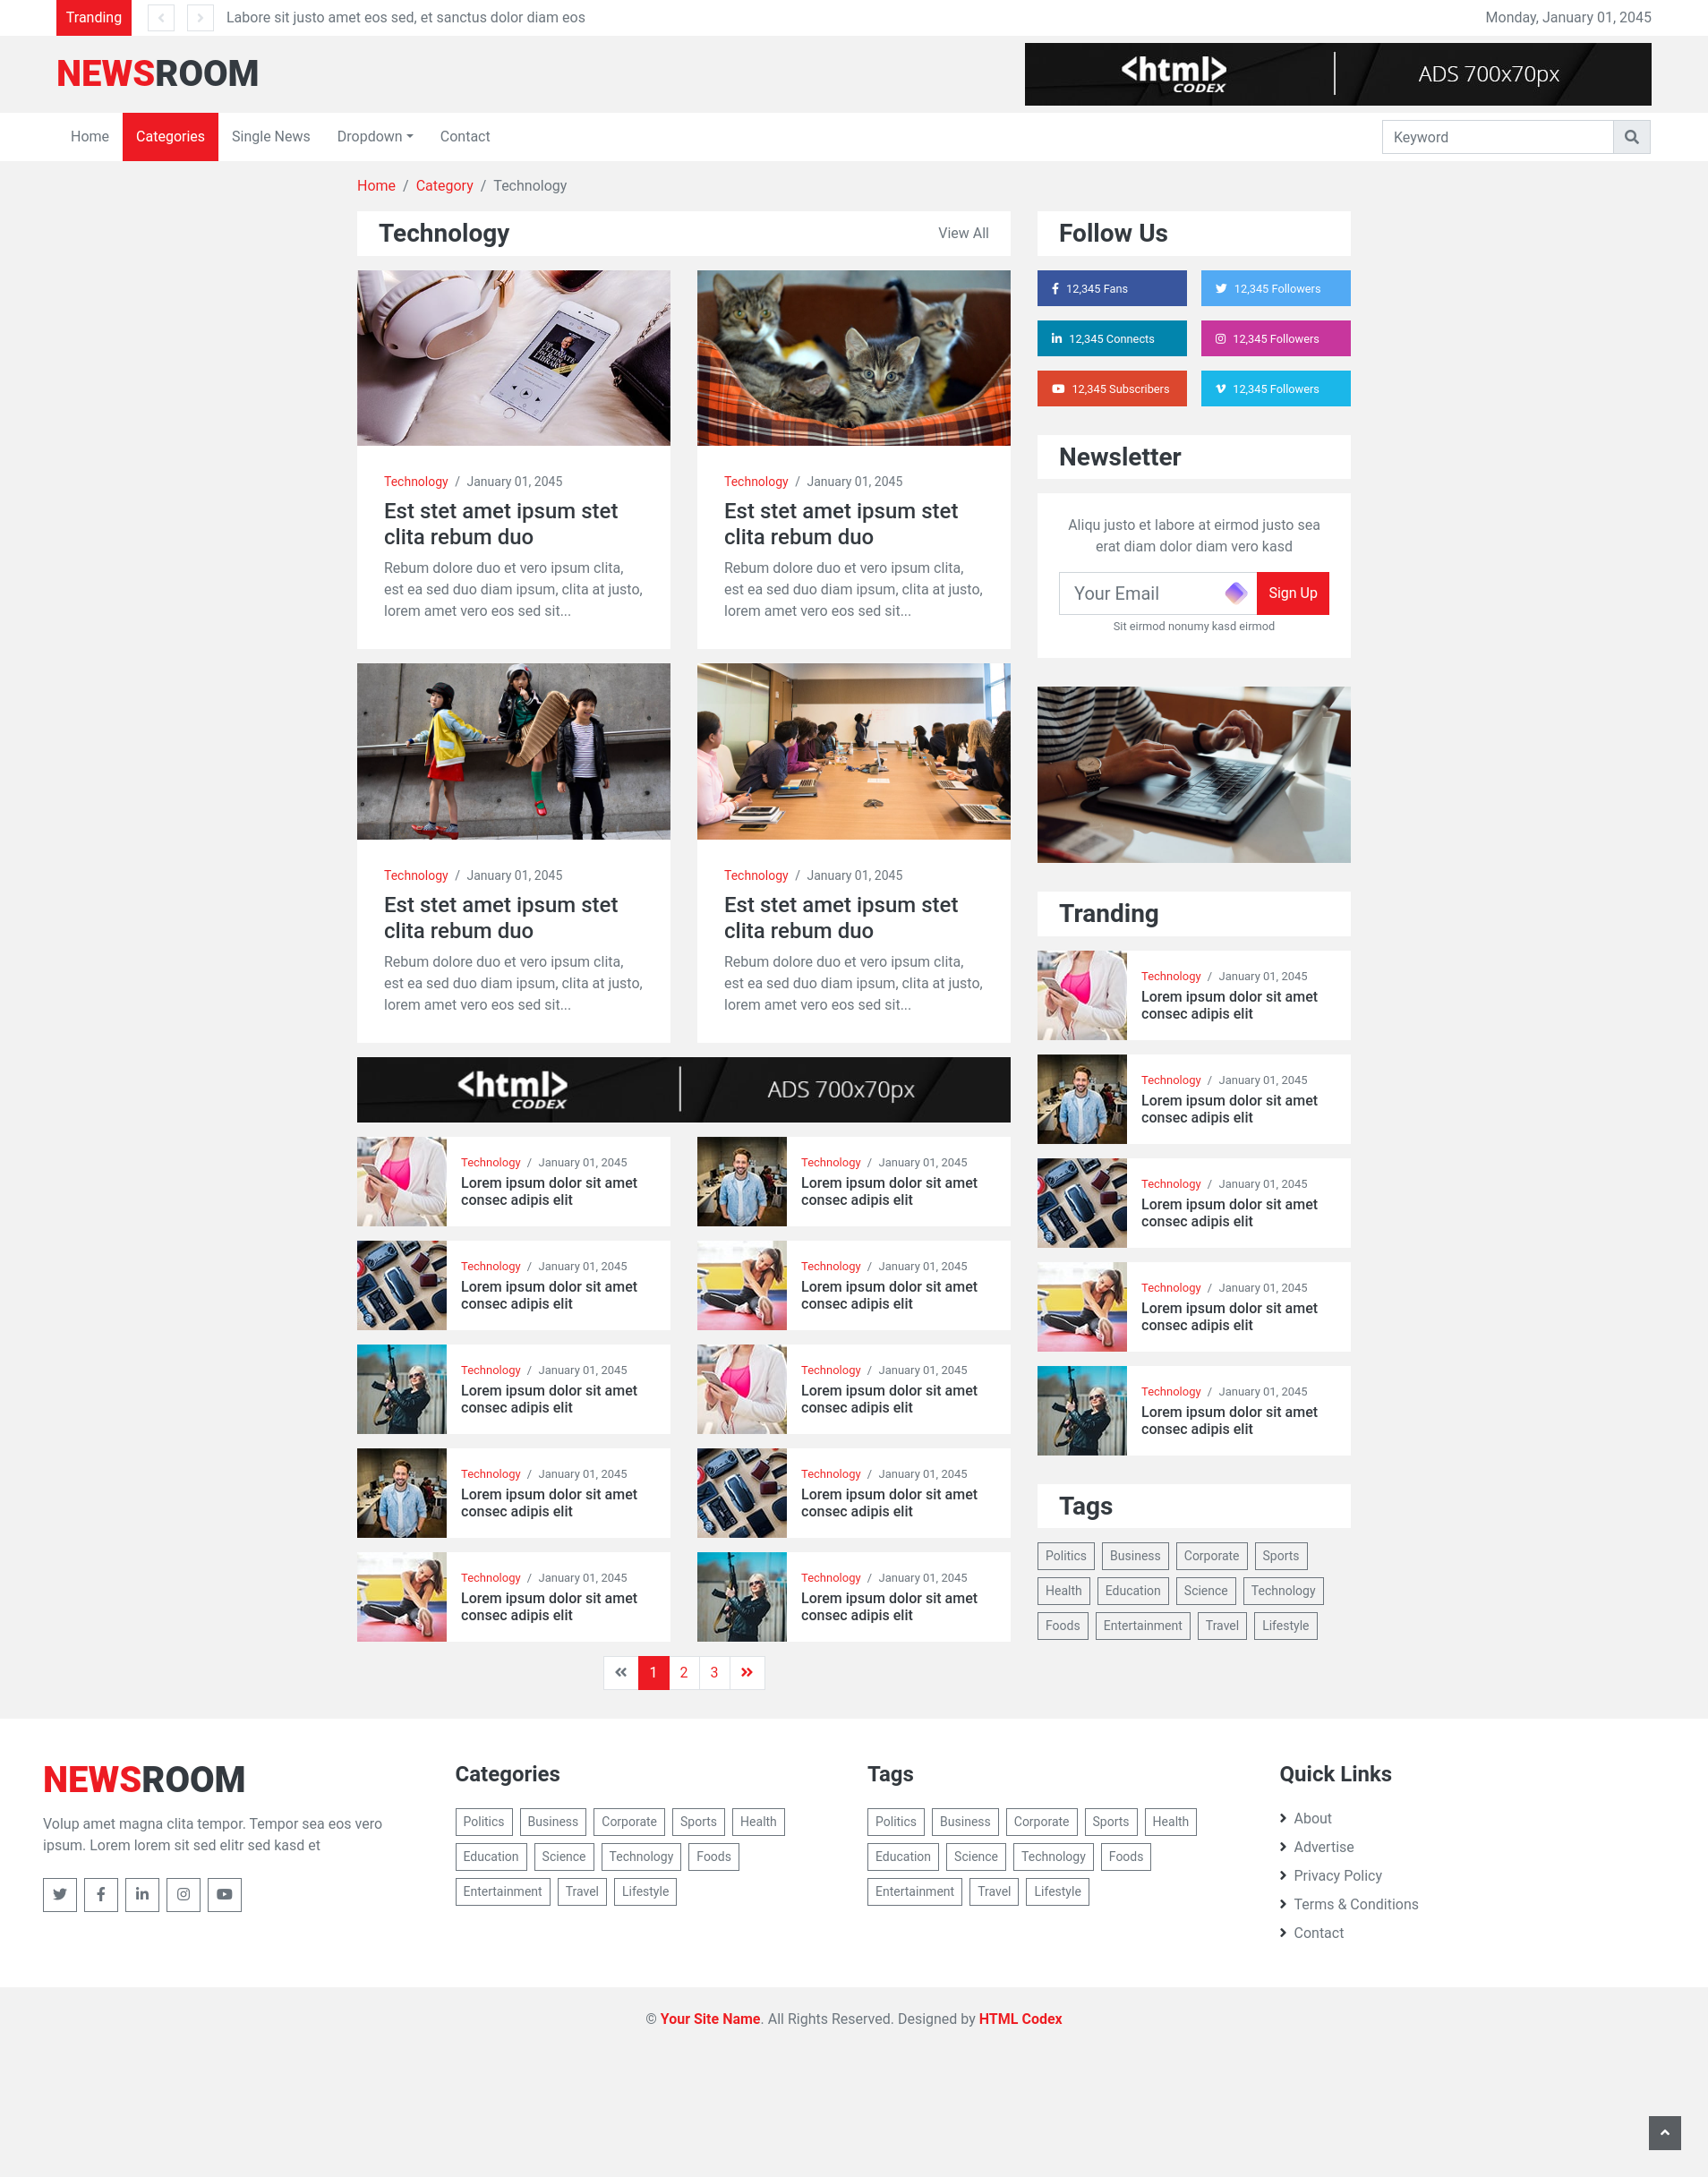 Tranding
Labore sit justo amet eos sed, et sanctus dolor diam eos
Monday, January 01, 2045
NEWSROOM
<html>
CODEX
ADS 700x70px
Home
Categories
Single News
Dropdown
Contact
Keyword
Home / Category / Technology
Technology
View All
Technology / January 01, 2045
Est stet amet ipsum stet
clita rebum duo
Rebum dolore duo et vero ipsum clita,
est ea sed duo diam ipsum, clita at justo,
lorem amet vero eos sed sit...
Technology / January 01, 2045
Est stet amet ipsum stet
clita rebum duo
Rebum dolore duo et vero ipsum clita,
est ea sed duo diam ipsum, clita at justo,
lorem amet vero eos sed sit...
Technology / January 01, 2045
Est stet amet ipsum stet
clita rebum duo
Rebum dolore duo et vero ipsum clita,
est ea sed duo diam ipsum, clita at justo,
lorem amet vero eos sed sit...
Technology / January 01, 2045
Est stet amet ipsum stet
clita rebum duo
Rebum dolore duo et vero ipsum clita,
est ea sed duo diam ipsum, clita at justo,
lorem amet vero eos sed sit...
<html>
CODEX
ADS 700x70px
Technology / January 01, 2045
Lorem ipsum dolor sit amet
consec adipis elit
Technology / January 01, 2045
Lorem ipsum dolor sit amet
consec adipis elit
Technology / January 01, 2045
Lorem ipsum dolor sit amet
consec adipis elit
Technology / January 01, 2045
Lorem ipsum dolor sit amet
consec adipis elit
Technology / January 01, 2045
Lorem ipsum dolor sit amet
consec adipis elit
Technology / January 01, 2045
Lorem ipsum dolor sit amet
consec adipis elit
Technology / January 01, 2045
Lorem ipsum dolor sit amet
consec adipis elit
Technology / January 01, 2045
Lorem ipsum dolor sit amet
consec adipis elit
Technology / January 01, 2045
Lorem ipsum dolor sit amet
consec adipis elit
Technology / January 01, 2045
Lorem ipsum dolor sit amet
consec adipis elit
« 1 2 3 »
Follow Us
12,345 Fans
12,345 Followers
12,345 Connects
12,345 Followers
12,345 Subscribers
12,345 Followers
Newsletter
Aliqu justo et labore at eirmod justo sea
erat diam dolor diam vero kasd
Your Email
Sign Up
Sit eirmod nonumy kasd eirmod
Tranding
Technology / January 01, 2045
Lorem ipsum dolor sit amet
consec adipis elit
Technology / January 01, 2045
Lorem ipsum dolor sit amet
consec adipis elit
Technology / January 01, 2045
Lorem ipsum dolor sit amet
consec adipis elit
Technology / January 01, 2045
Lorem ipsum dolor sit amet
consec adipis elit
Technology / January 01, 2045
Lorem ipsum dolor sit amet
consec adipis elit
Tags
Politics Business Corporate Sports
Health Education Science Technology
Foods Entertainment Travel Lifestyle
NEWSROOM
Volup amet magna clita tempor. Tempor sea eos vero
ipsum. Lorem lorem sit sed elitr sed kasd et
Categories
Politics Business Corporate Sports Health
Education Science Technology Foods
Entertainment Travel Lifestyle
Tags
Politics Business Corporate Sports Health
Education Science Technology Foods
Entertainment Travel Lifestyle
Quick Links
About
Advertise
Privacy Policy
Terms & Conditions
Contact
© Your Site Name. All Rights Reserved. Designed by HTML Codex